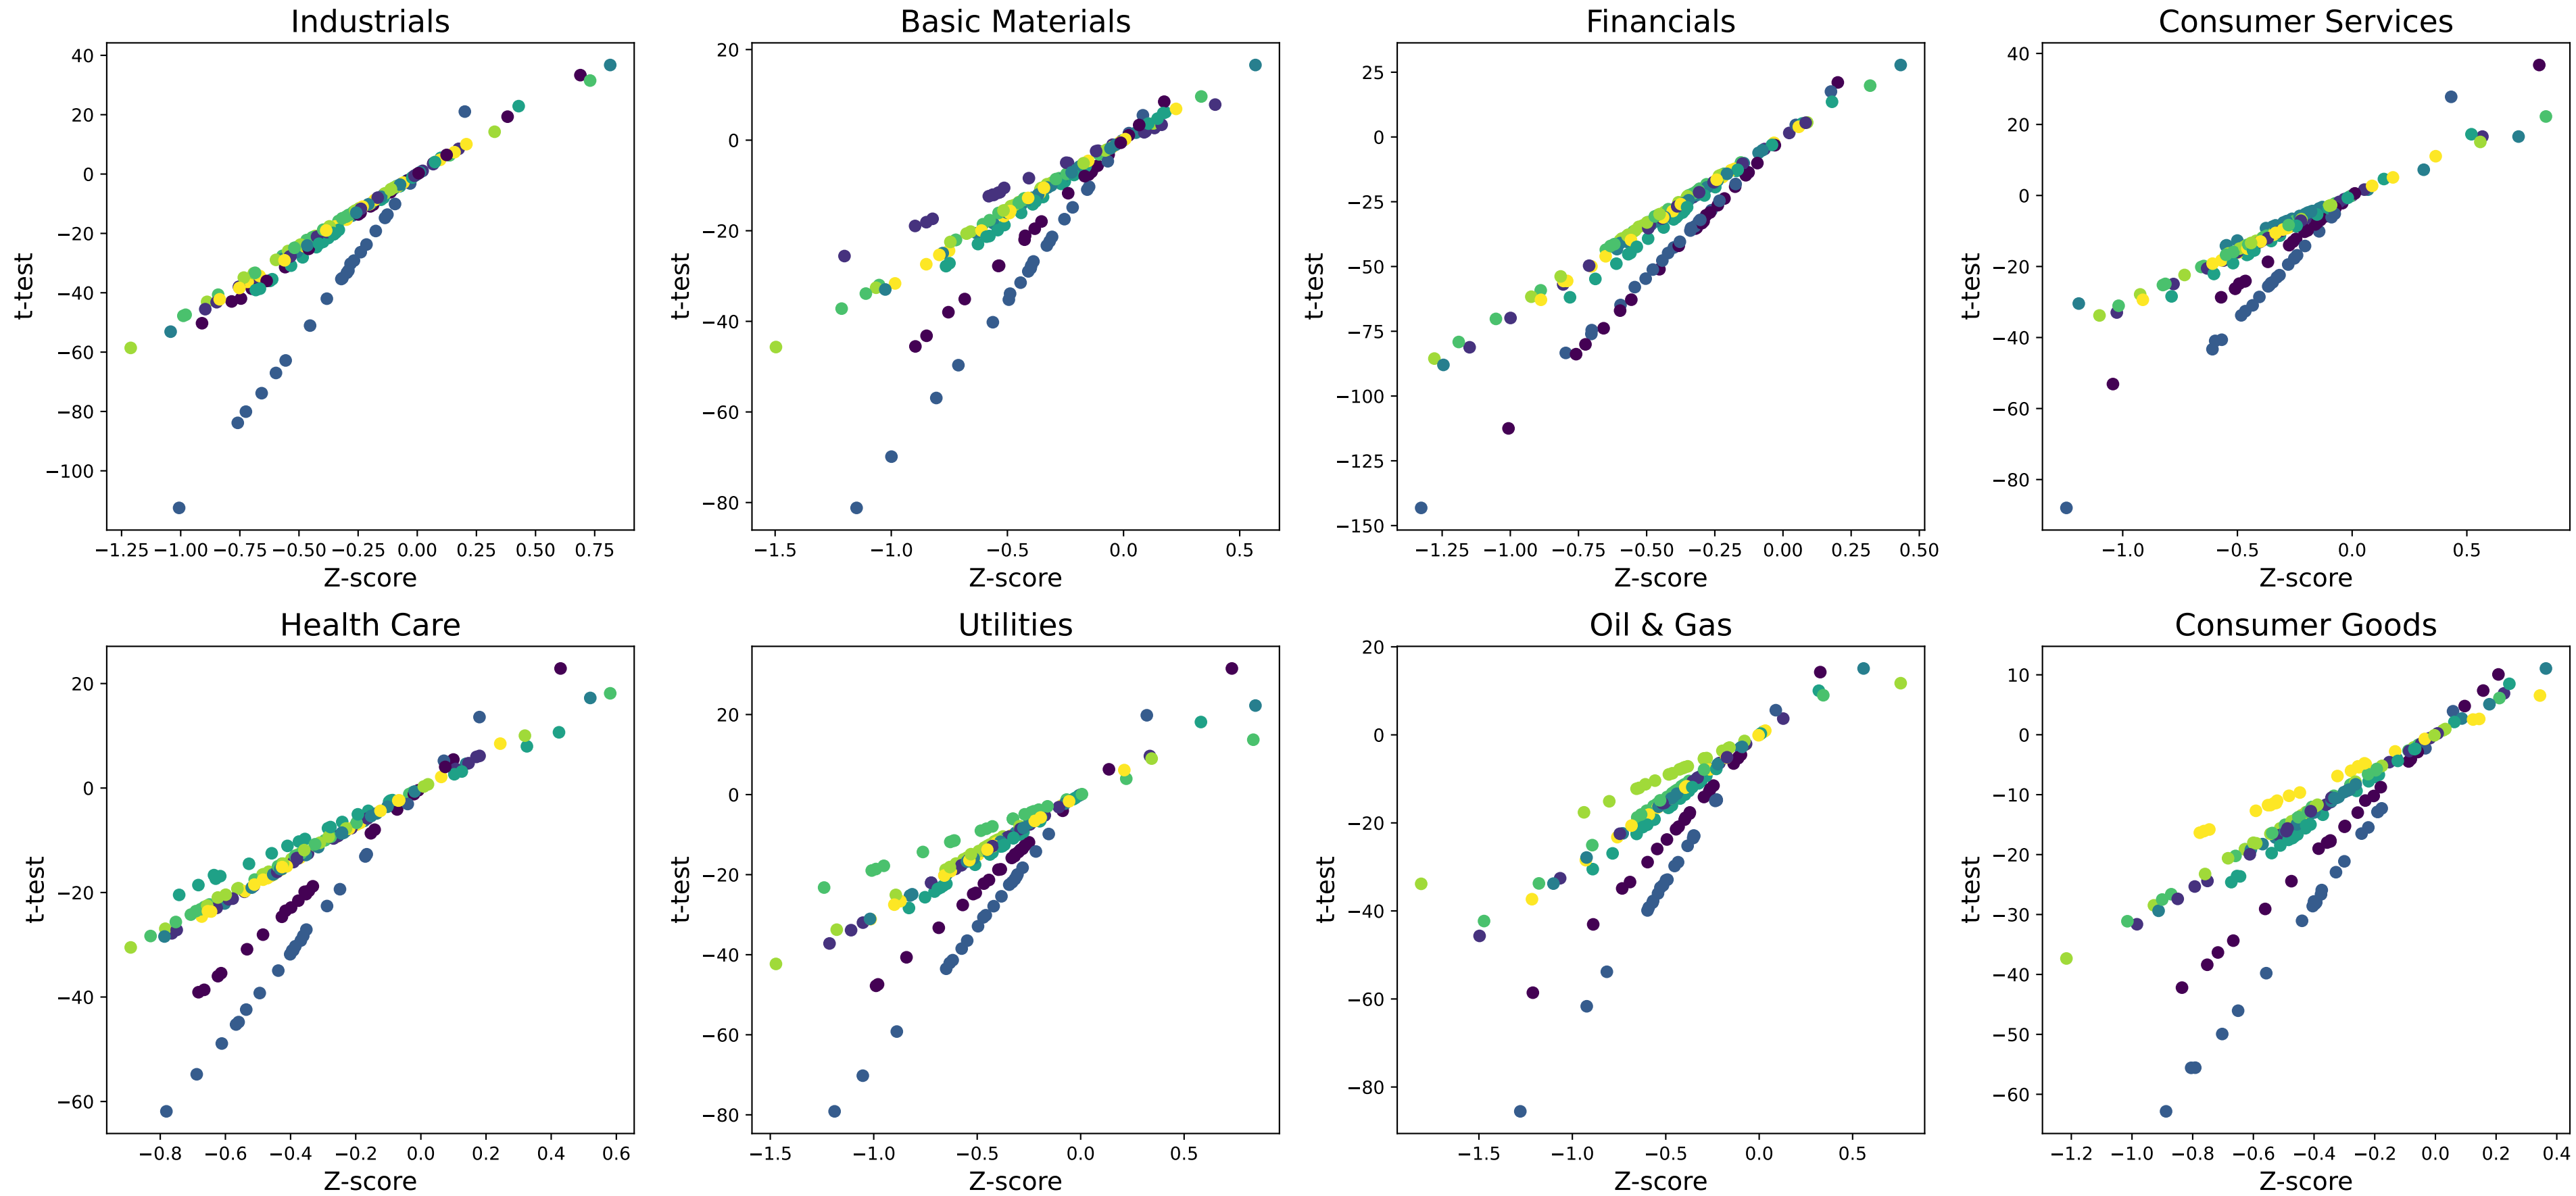 Industrials
40
20
0
−20
−40
−60
−80
−100
t-test
−1.25 −1.00 −0.75 −0.50 −0.25 0.00 0.25 0.50 0.75
Z-score
Basic Materials
20
0
−20
−40
−60
−80
t-test
−1.5 −1.0 −0.5 0.0 0.5
Z-score
Financials
25
0
−25
−50
−75
−100
−125
−150
t-test
−1.25 −1.00 −0.75 −0.50 −0.25 0.00 0.25 0.50
Z-score
Consumer Services
40
20
0
−20
−40
−60
−80
t-test
−1.0 −0.5 0.0 0.5
Z-score
Health Care
20
0
−20
−40
−60
t-test
−0.8 −0.6 −0.4 −0.2 0.0 0.2 0.4 0.6
Z-score
Utilities
20
0
−20
−40
−60
−80
t-test
−1.5 −1.0 −0.5 0.0 0.5
Z-score
Oil & Gas
20
0
−20
−40
−60
−80
t-test
−1.5 −1.0 −0.5 0.0 0.5
Z-score
Consumer Goods
10
0
−10
−20
−30
−40
−50
−60
t-test
−1.2 −1.0 −0.8 −0.6 −0.4 −0.2 0.0 0.2 0.4
Z-score